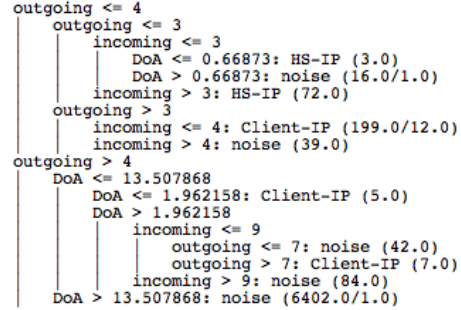 outgoing <= 4
| outgoing <= 3
| | incoming <= 3
| | | DoA <= 0.66873: HS-IP (3.0)
| | | DoA > 0.66873: noise (16.0/1.0)
| | incoming > 3: HS-IP (72.0)
| outgoing > 3
| | incoming <= 4: Client-IP (199.0/12.0)
| | incoming > 4: noise (39.0)
outgoing > 4
| DoA <= 13.507868
| | DoA <= 1.962158: Client-IP (5.0)
| | DoA > 1.962158
| | | incoming <= 9
| | | | outgoing <= 7: noise (42.0)
| | | | outgoing > 7: Client-IP (7.0)
| | | incoming > 9: noise (84.0)
| DoA > 13.507868: noise (6402.0/1.0)